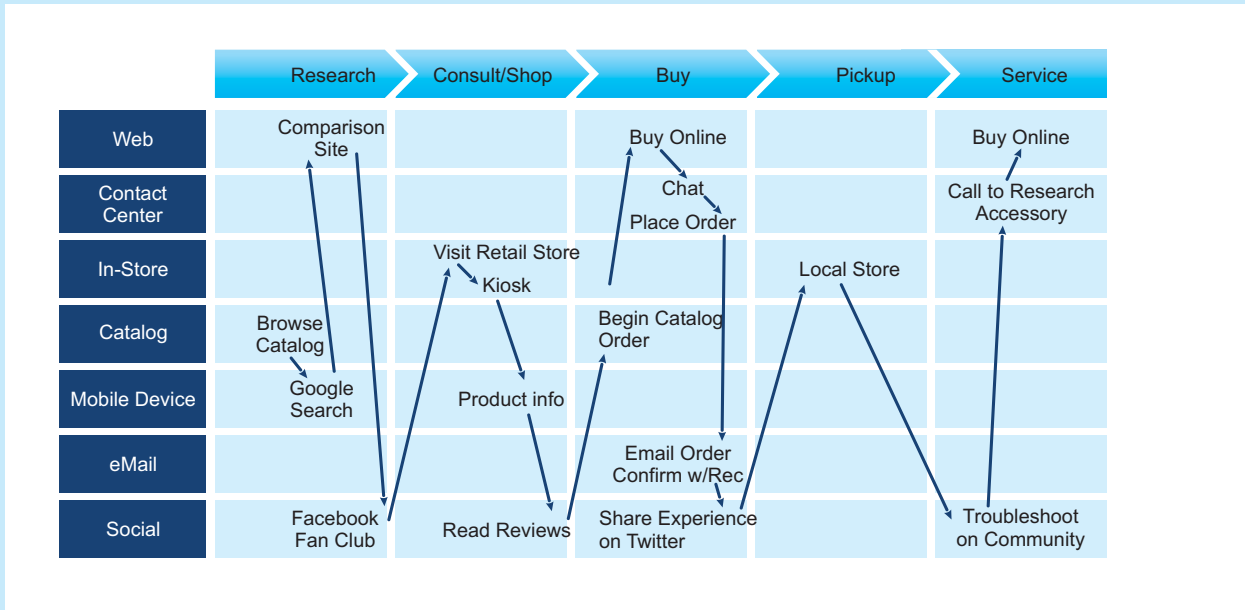 Research
Consult/Shop
Buy
Pickup
Service
Web
Comparison
Site
Buy Online
Buy Online
Contact
Center
Chat
Place Order
Call to Research
Accessory
In-Store
Visit Retail Store
Kiosk
Local Store
Catalog
Browse
Catalog
Begin Catalog
Order
Mobile Device
Google
Search
Product info
eMail
Email Order
Confirm w/Rec
Social
Facebook
Fan Club
Read Reviews
Share Experience
on Twitter
Troubleshoot
on Community